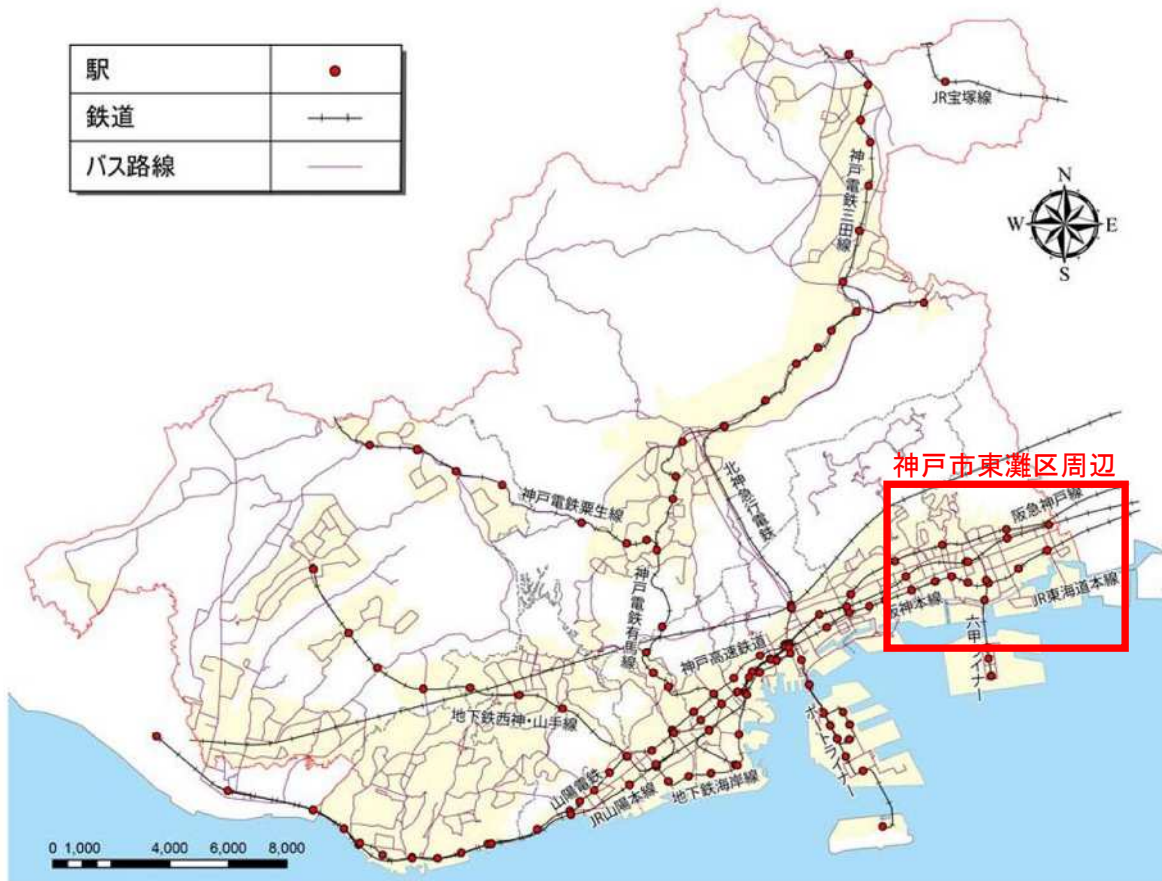 駅
鉄道
バス路線
JR宝塚線
N
W
E
S
神戸電鉄三田線
神戸市東灘区周辺
北神急行電鉄
阪急神戸線
神戸電鉄粟生線
神戸電鉄有馬線
阪神本線
JR東海道本線
六甲ライナー
神戸高速鉄道
地下鉄西神・山手線
ポートライナー
山陽電鉄
JR山陽本線
地下鉄海岸線
0 1,000 4,000 8,000